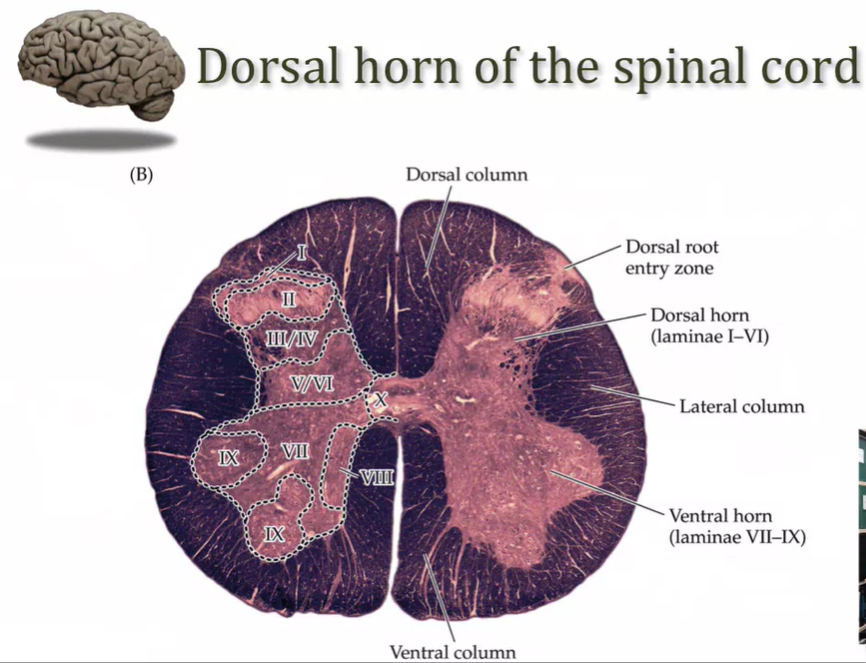 Dorsal horn of the spinal cord
(B)
Dorsal column
I
Dorsal root
entry zone
II
Dorsal horn
(laminae I–VI)
III/IV
V/VI
X
Lateral column
IX
VII
VIII
Ventral horn
(laminae VII–IX)
IX
Ventral column